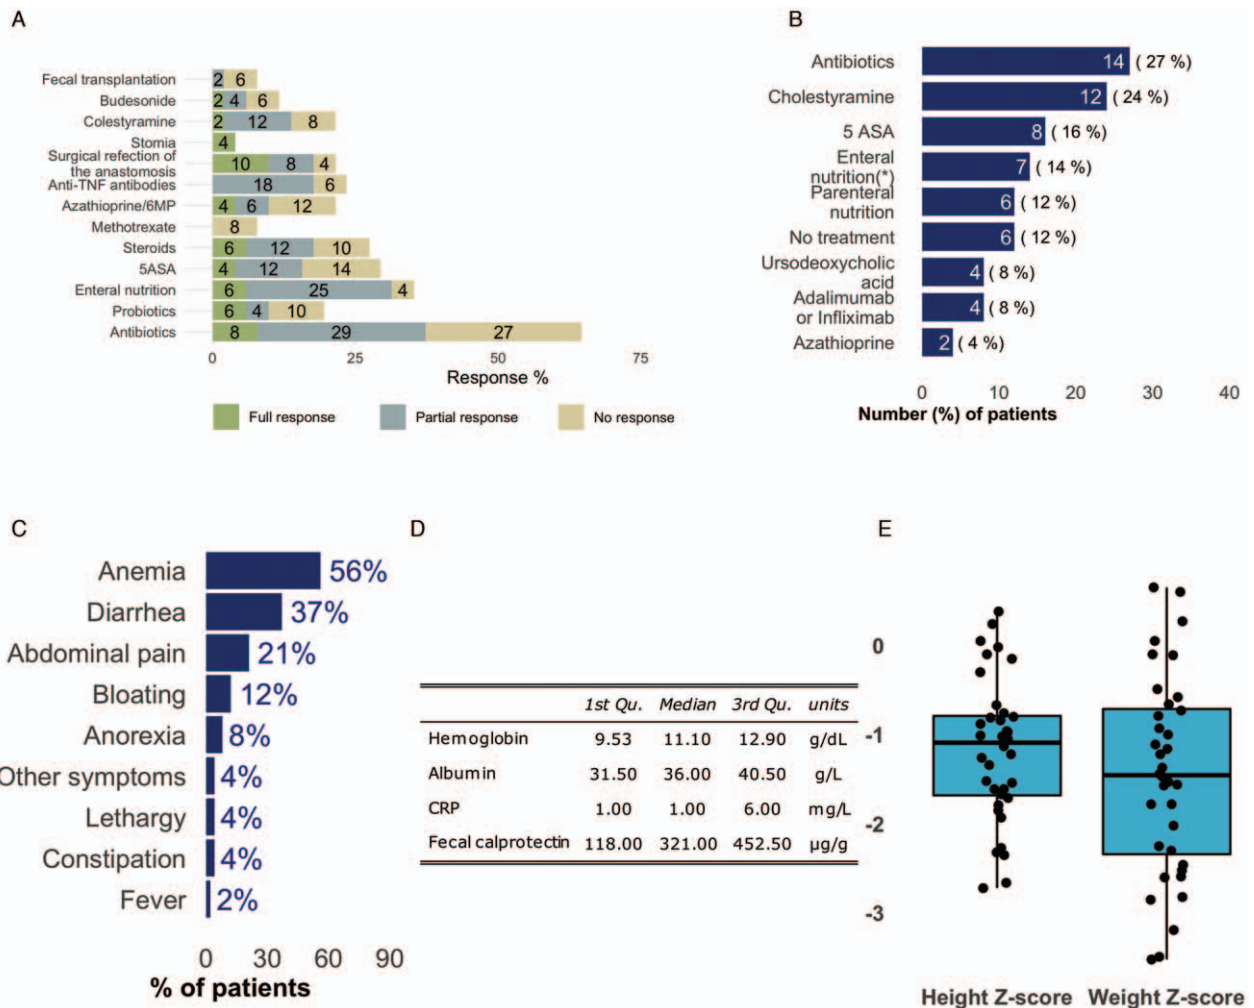 A
Fecal transplantation 2 6
Budesonide 2 4 6
Colestyramine 2 12 8
Stomia 4
Surgical refection of
the anastomosis 10 8 4
Anti-TNF antibodies 18 6
Azathioprine/6MP 4 6 12
Methotrexate 8
Steroids 6 12 10
5ASA 4 12 14
Enteral nutrition 6 25 4
Probiotics 6 4 10
Antibiotics 8 29 27
0 25 50 75
Response %
Full response Partial response No response
B
Antibiotics 14 ( 27 %)
Cholestyramine 12 ( 24 %)
5 ASA 8 ( 16 %)
Enteral
nutrition(*) 7 ( 14 %)
Parenteral
nutrition 6 ( 12 %)
No treatment 6 ( 12 %)
Ursodeoxycholic
acid 4 ( 8 %)
Adalimumab
or Infliximab 4 ( 8 %)
Azathioprine 2 ( 4 %)
0 10 20 30 40
Number (%) of patients
C
Anemia 56%
Diarrhea 37%
Abdominal pain 21%
Bloating 12%
Anorexia 8%
Other symptoms 4%
Lethargy 4%
Constipation 4%
Fever 2%
0 30 60 90
% of patients
D
1st Qu. Median 3rd Qu. units
Hemoglobin 9.53 11.10 12.90 g/dL
Albumin 31.50 36.00 40.50 g/L
CRP 1.00 1.00 6.00 mg/L
Fecal calprotectin 118.00 321.00 452.50 µg/g
E
0
-1
-2
-3
Height Z-score Weight Z-score